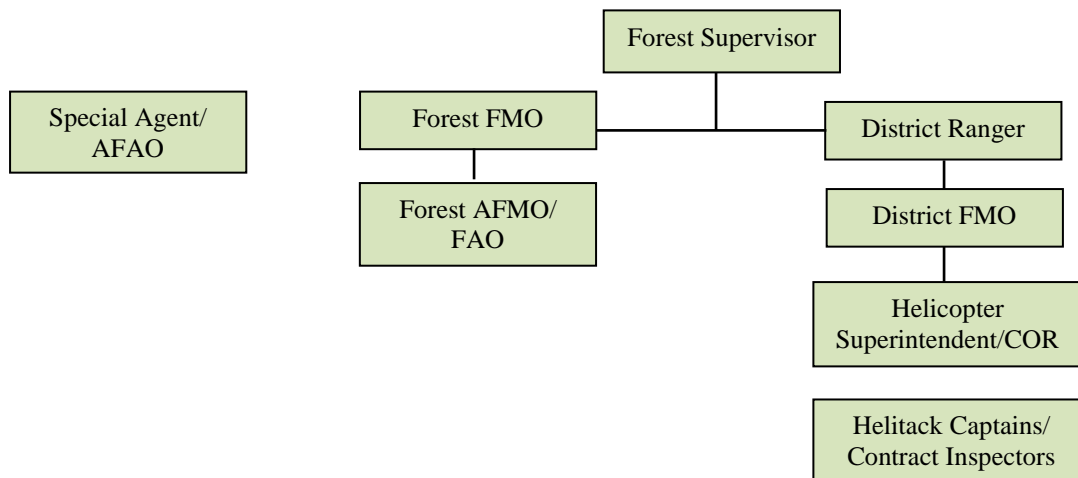 Forest Supervisor
Special Agent/
AFAO
Forest FMO
District Ranger
Forest AFMO/
FAO
District FMO
Helicopter
Superintendent/COR
Helitack Captains/
Contract Inspectors